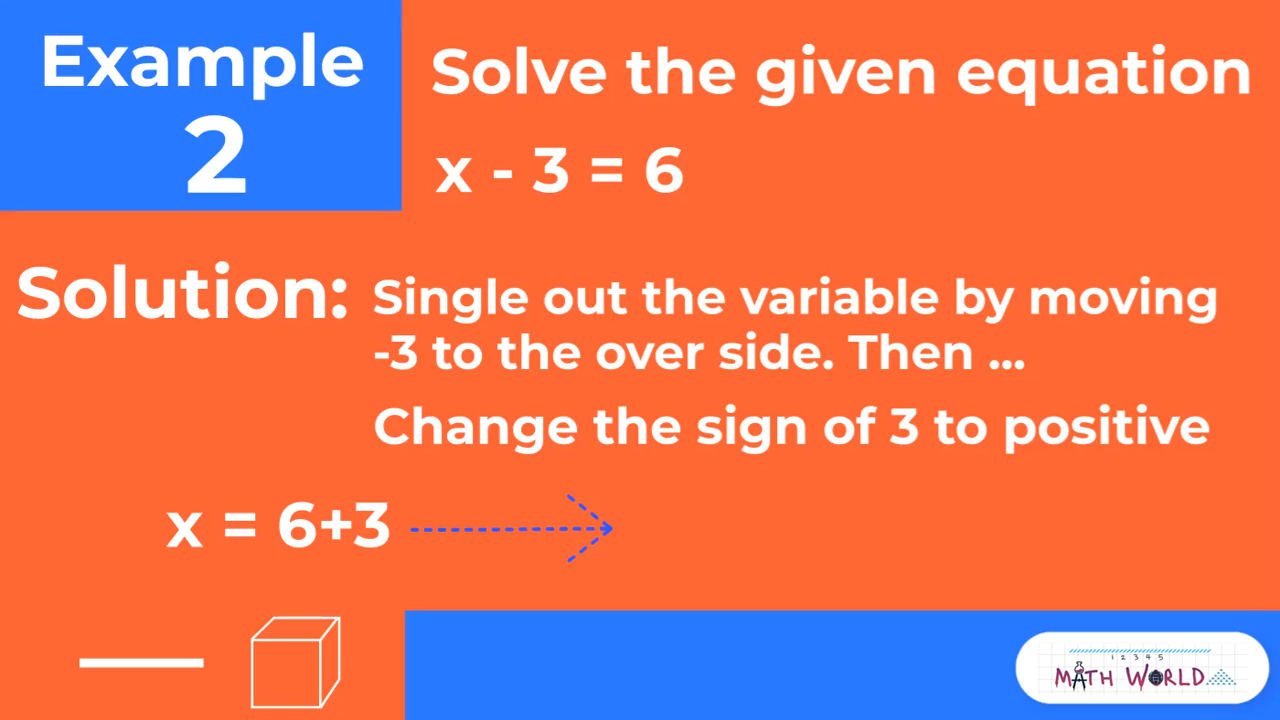 Example
2
Solve the given equation
x - 3 = 6
Solution:
Single out the variable by moving
-3 to the over side. Then ...
Change the sign of 3 to positive
x = 6+3
1 2 3 4 5
MATH WORLD